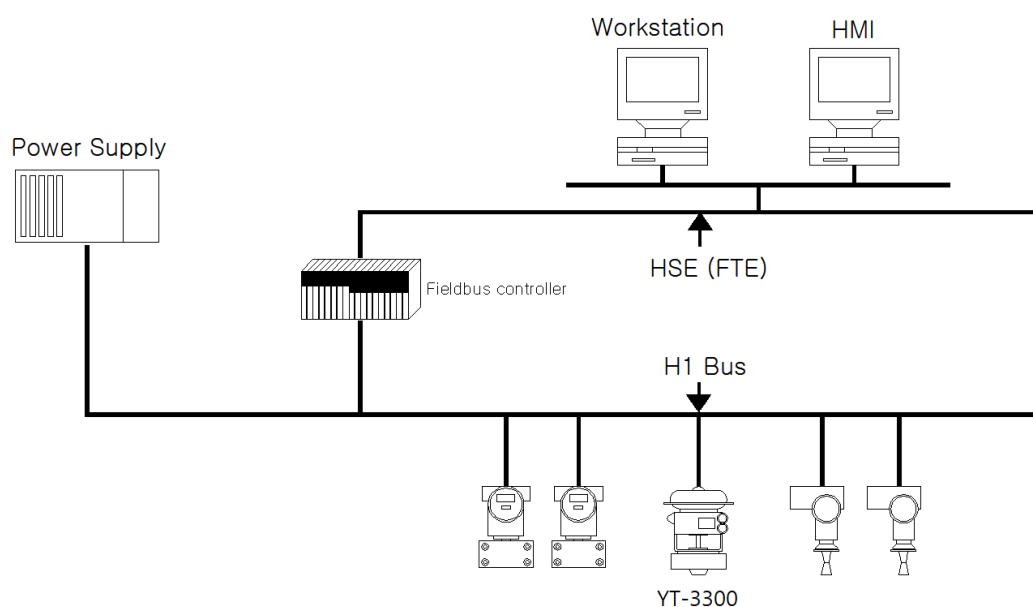 Workstation
HMI
Power Supply
HSE (FTE)
Fieldbus controller
H1 Bus
YT-3300